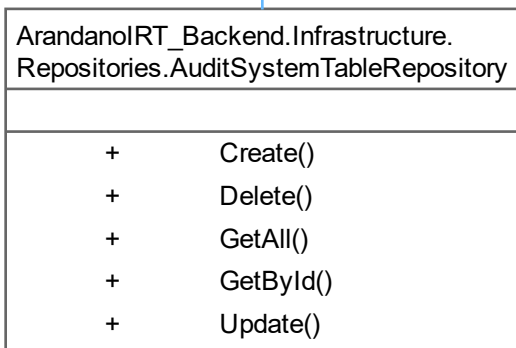 ArandanoIRT_Backend.Infrastructure.
Repositories.AuditSystemTableRepository
+ Create()
+ Delete()
+ GetAll()
+ GetById()
+ Update()